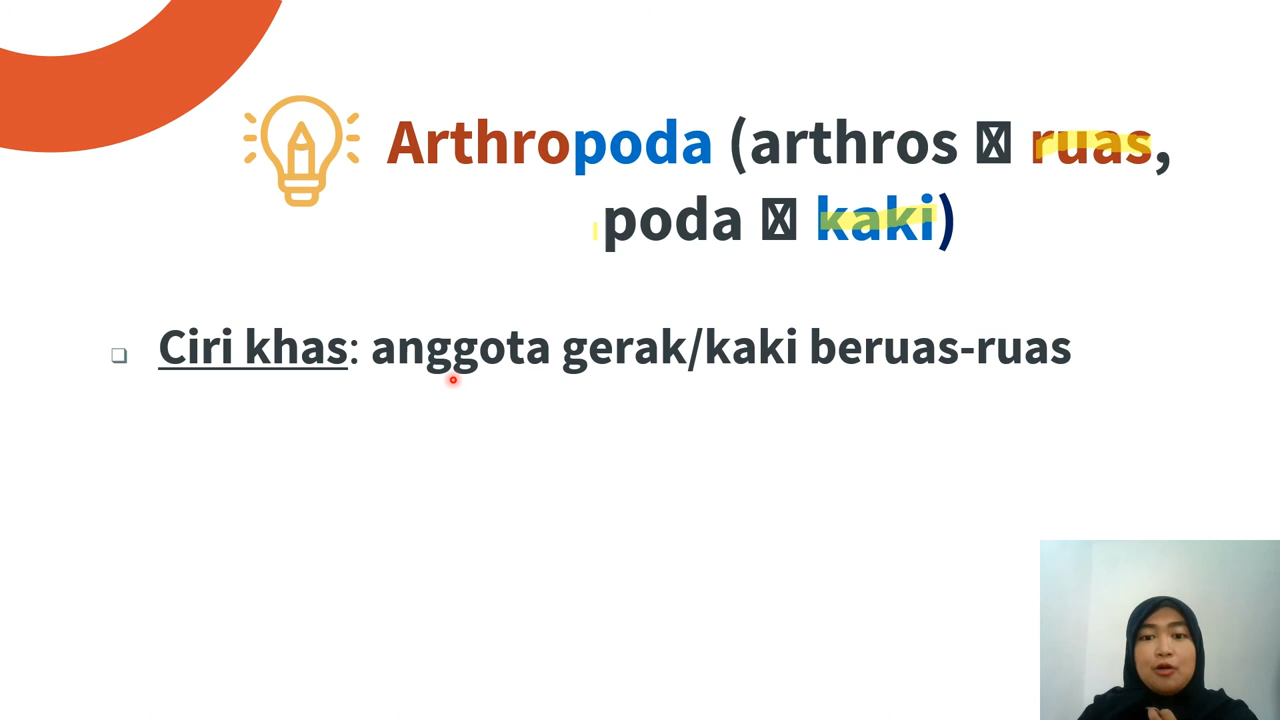 Arthropoda (arthros  ruas,
poda  kaki)
Ciri khas: anggota gerak/kaki beruas-ruas